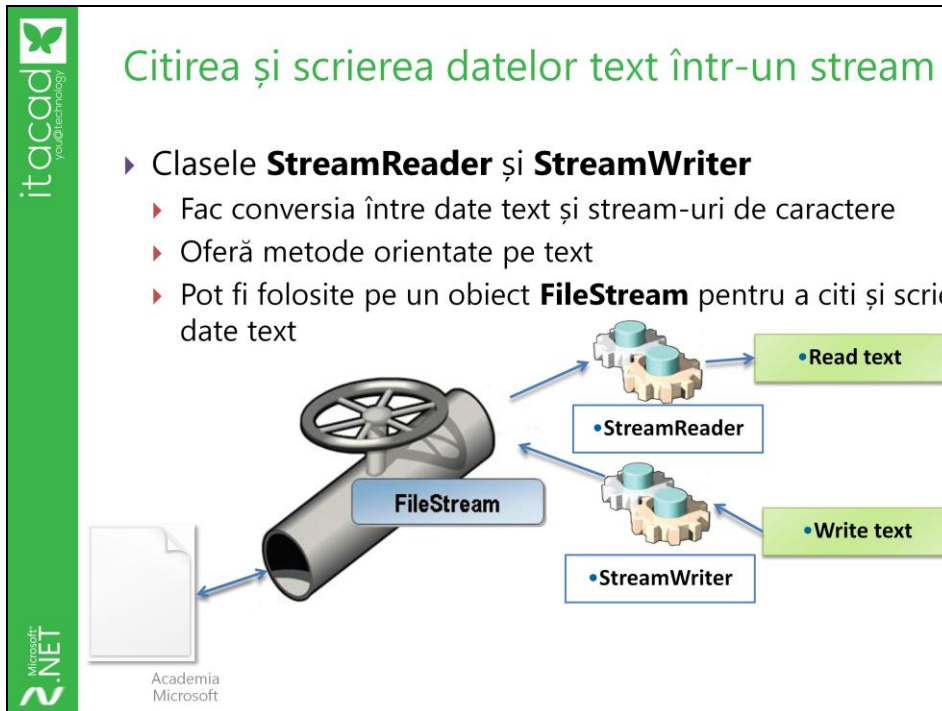 Citirea și scrierea datelor text într-un stream
Clasele StreamReader și StreamWriter
Fac conversia între date text și stream-uri de caractere
Oferă metode orientate pe text
Pot fi folosite pe un obiect FileStream pentru a citi și scrie
date text
•Read text
•StreamReader
FileStream
•Write text
•StreamWriter
Academia
Microsoft
itacad
you@technology
Microsoft®
.NET